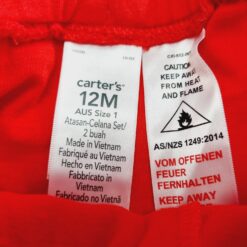 carter's
12M
AUS Size 1
Atasan-Celana Set/
2 buah
Made in Vietnam
Fabriqué au Viêtnam
Hecho en Vietnam
Fabbricato in
Vietnam
CAUTION
KEEP AWAY
FROM HEAT
AND FLAME
AS/NZS 1249:2014
VOM OFFENEN
FEUER
FERNHALTEN
KEEP AWAY